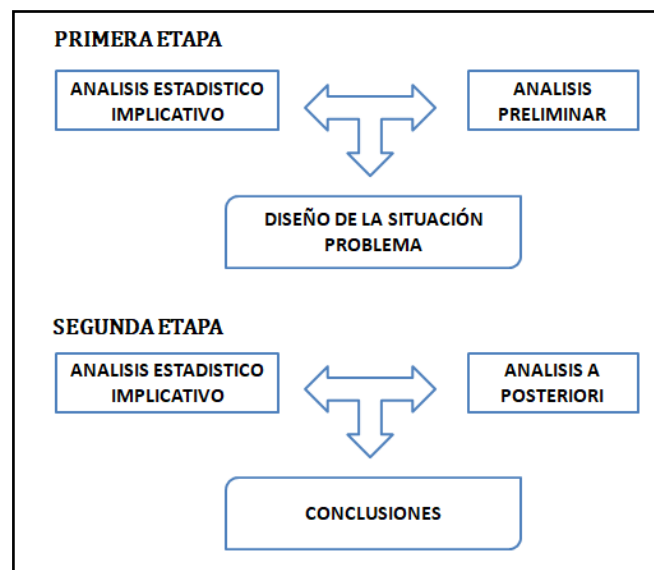 PRIMERA ETAPA
ANALISIS ESTADISTICO
IMPLICATIVO
ANALISIS
PRELIMINAR
DISEÑO DE LA SITUACIÓN
PROBLEMA
SEGUNDA ETAPA
ANALISIS ESTADISTICO
IMPLICATIVO
ANALISIS A
POSTERIORI
CONCLUSIONES